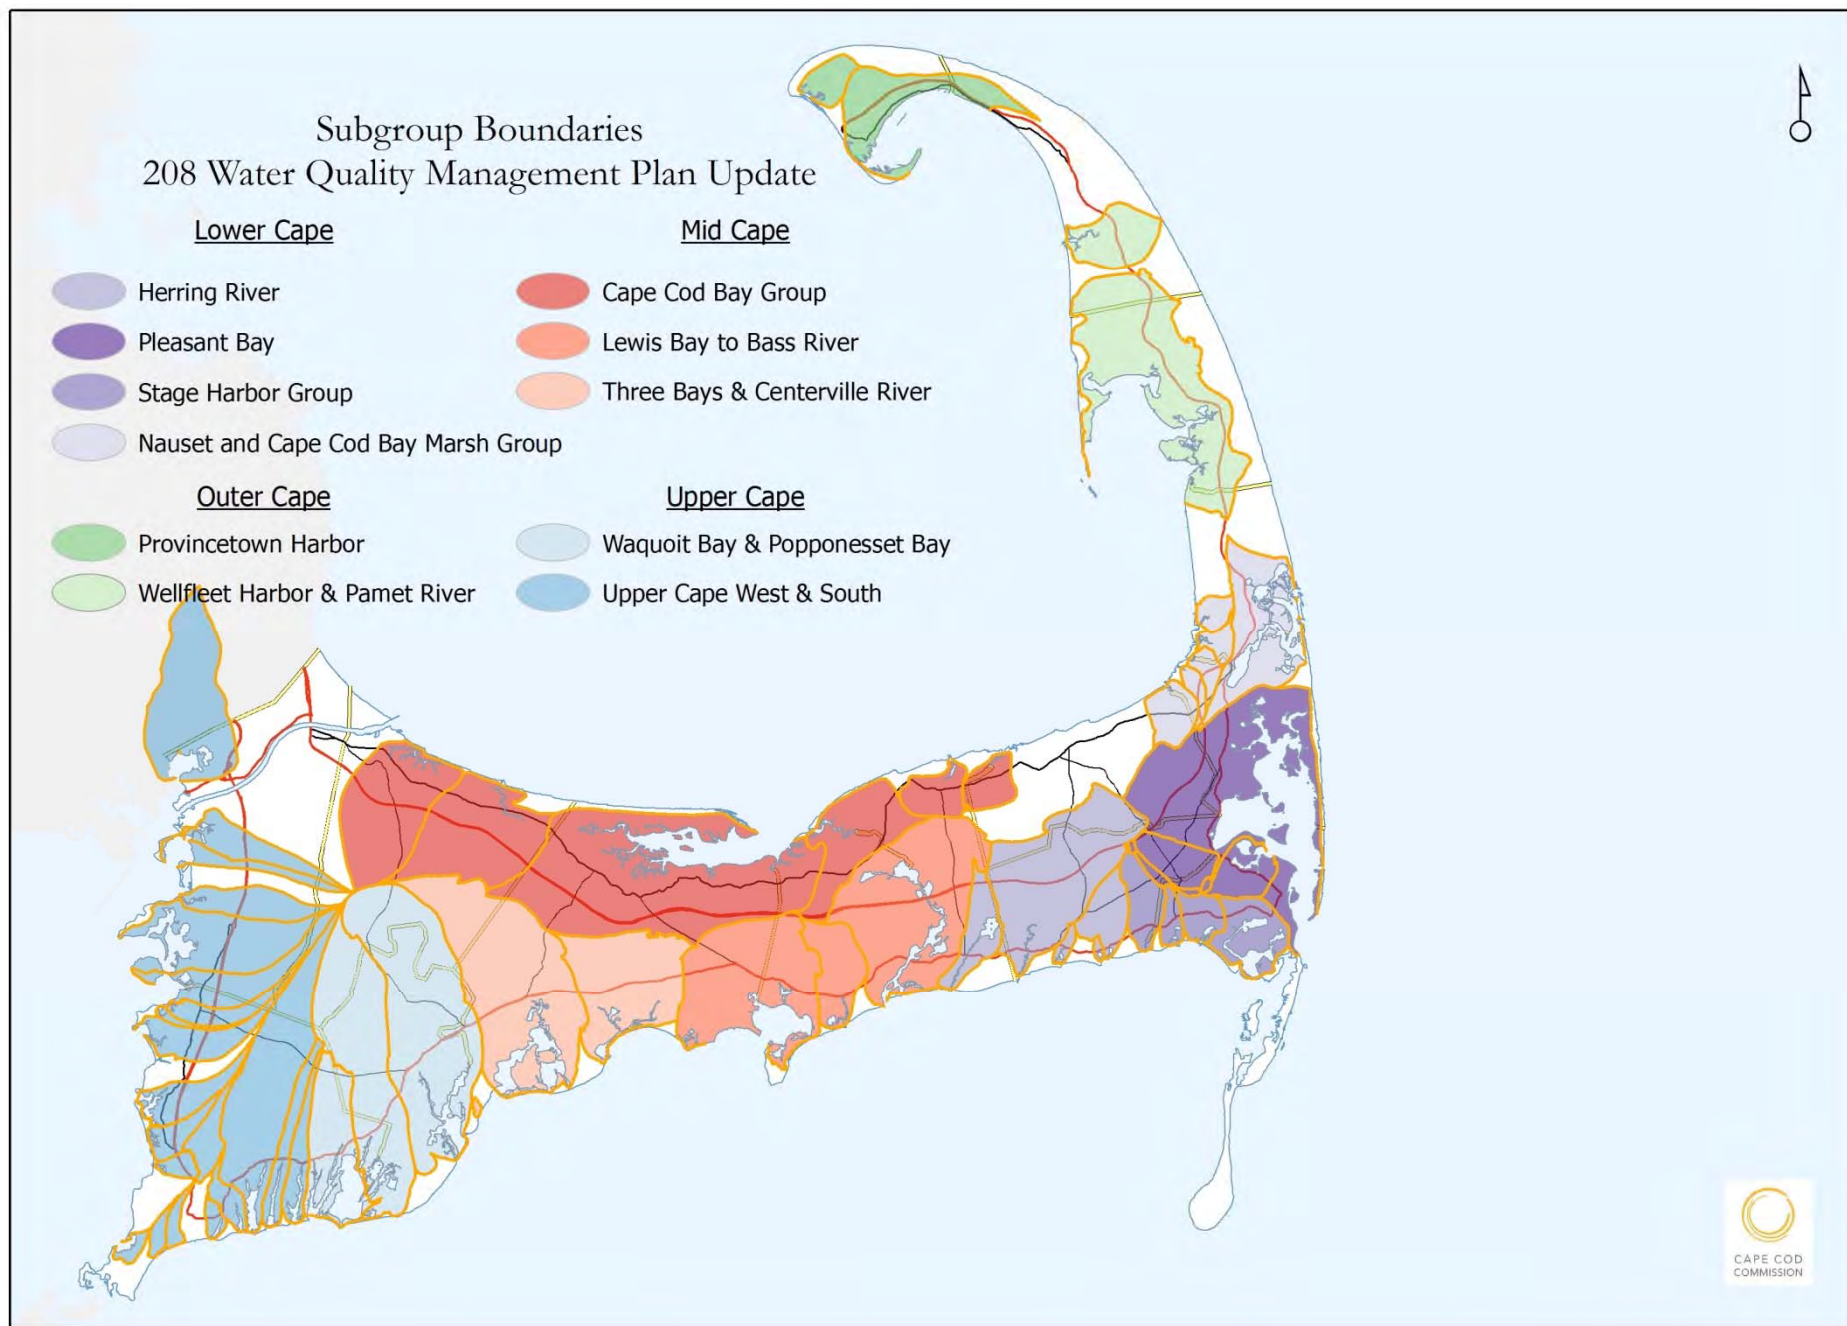 Subgroup Boundaries
208 Water Quality Management Plan Update
Lower Cape
Herring River
Pleasant Bay
Stage Harbor Group
Nauset and Cape Cod Bay Marsh Group
Mid Cape
Cape Cod Bay Group
Lewis Bay to Bass River
Three Bays & Centerville River
Outer Cape
Provincetown Harbor
Wellfleet Harbor & Pamet River
Upper Cape
Waquoit Bay & Popponesset Bay
Upper Cape West & South
CAPE COD
COMMISSION